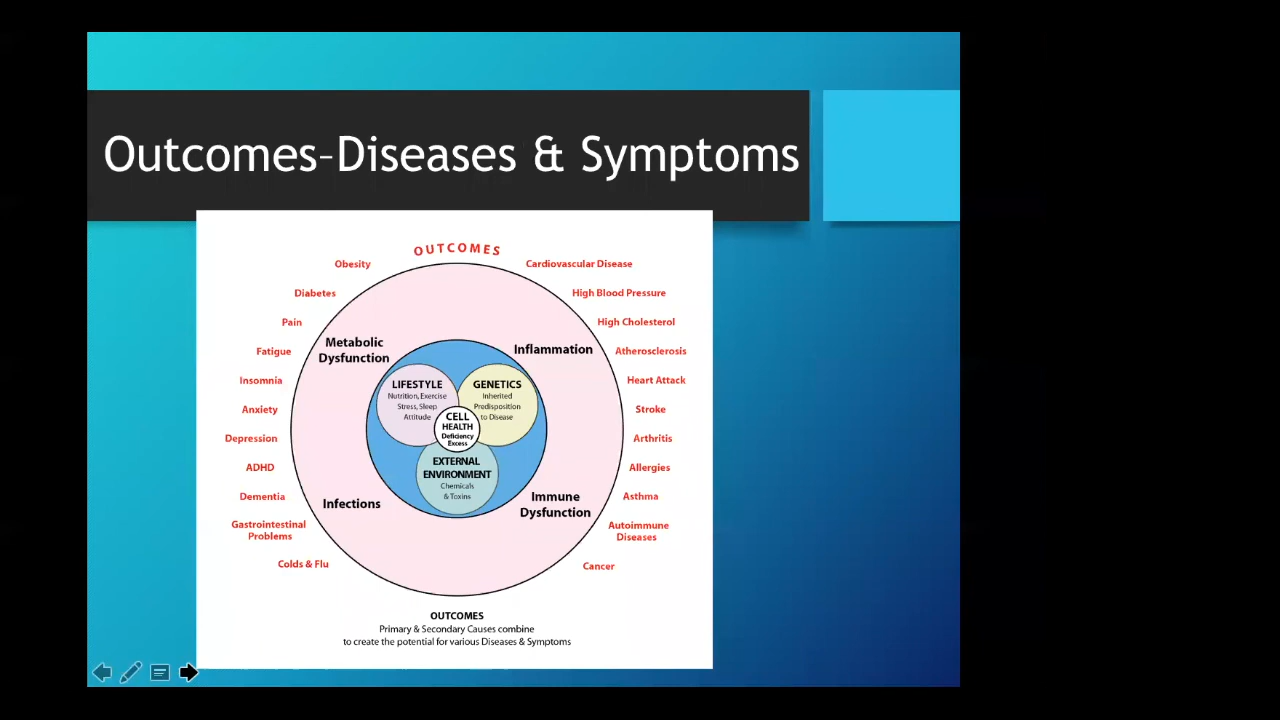 Outcomes–Diseases & Symptoms
OUTCOMES
Obesity
Diabetes
Pain
Fatigue
Insomnia
Anxiety
Depression
ADHD
Dementia
Gastrointestinal
Problems
Colds & Flu
Cardiovascular Disease
High Blood Pressure
High Cholesterol
Atherosclerosis
Heart Attack
Stroke
Arthritis
Allergies
Asthma
Autoimmune
Diseases
Cancer
Metabolic
Dysfunction
Inflammation
Infections
Immune
Dysfunction
LIFESTYLE
Nutrition, Exercise
Stress, Sleep
Attitude
GENETICS
Inherited
Predisposition
to Disease
CELL
HEALTH
Deficiency
Excess
EXTERNAL
ENVIRONMENT
Chemicals
& Toxins
OUTCOMES
Primary & Secondary Causes combine
to create the potential for various Diseases & Symptoms